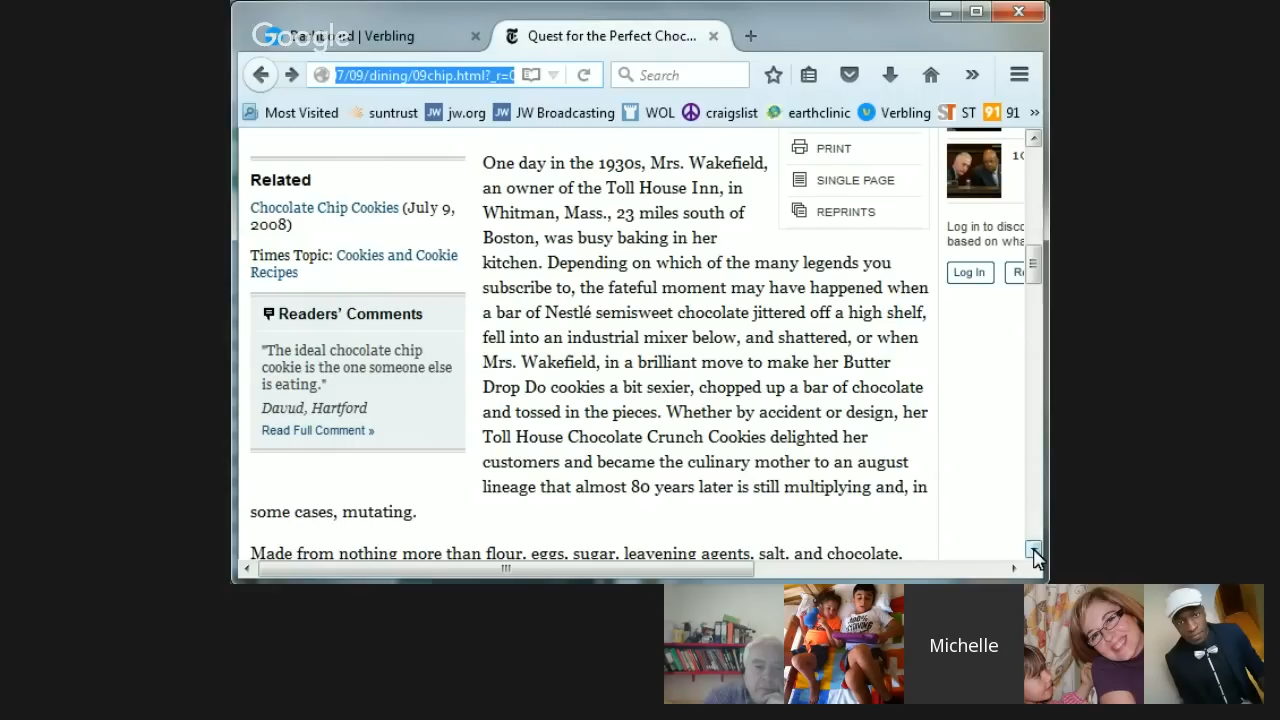 Google
Dashboard | Verbling
Quest for the Perfect Choc...
7/09/dining/09chip.html?_r=0
Search
Most Visited
suntrust
JW jw.org
JW JW Broadcasting
WOL
craigslist
earthclinic
Verbling
ST ST
91 91
»
Related
Chocolate Chip Cookies (July 9,
2008)
Times Topic: Cookies and Cookie
Recipes
Readers’ Comments
"The ideal chocolate chip
cookie is the one someone else
is eating."
Davud, Hartford
Read Full Comment »
One day in the 1930s, Mrs. Wakefield,
an owner of the Toll House Inn, in
Whitman, Mass., 23 miles south of
Boston, was busy baking in her
kitchen. Depending on which of the many legends you
subscribe to, the fateful moment may have happened when
a bar of Nestlé semisweet chocolate jittered off a high shelf,
fell into an industrial mixer below, and shattered, or when
Mrs. Wakefield, in a brilliant move to make her Butter
Drop Do cookies a bit sexier, chopped up a bar of chocolate
and tossed in the pieces. Whether by accident or design, her
Toll House Chocolate Crunch Cookies delighted her
customers and became the culinary mother to an august
lineage that almost 80 years later is still multiplying and, in
some cases, mutating.
Made from nothing more than flour, eggs, sugar, leavening agents, salt, and chocolate,
PRINT
SINGLE PAGE
REPRINTS
Log in to disco
based on wha
Log In
Michelle